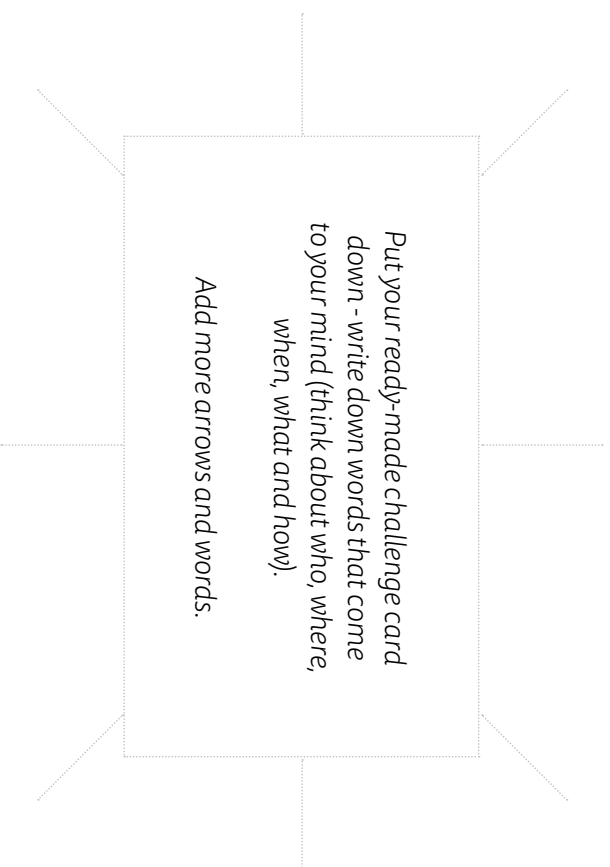 Put your ready-made challenge card
down - write down words that come
to your mind (think about who, where,
when, what and how).
Add more arrows and words.